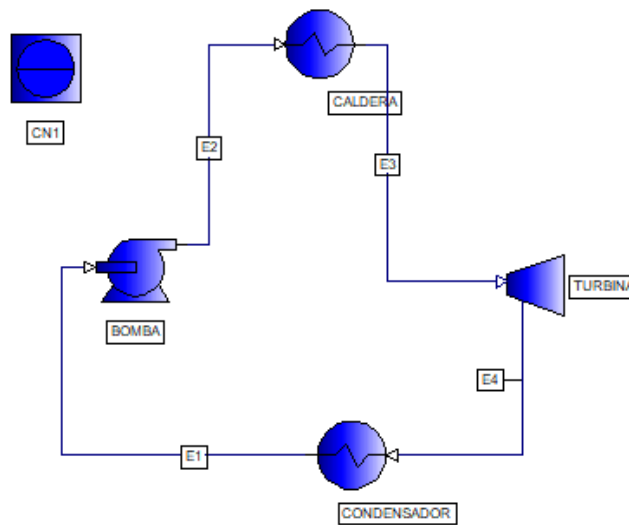 CALDERA
CN1
E2
E3
BOMBA
TURBINA
E4
E1
CONDENSADOR